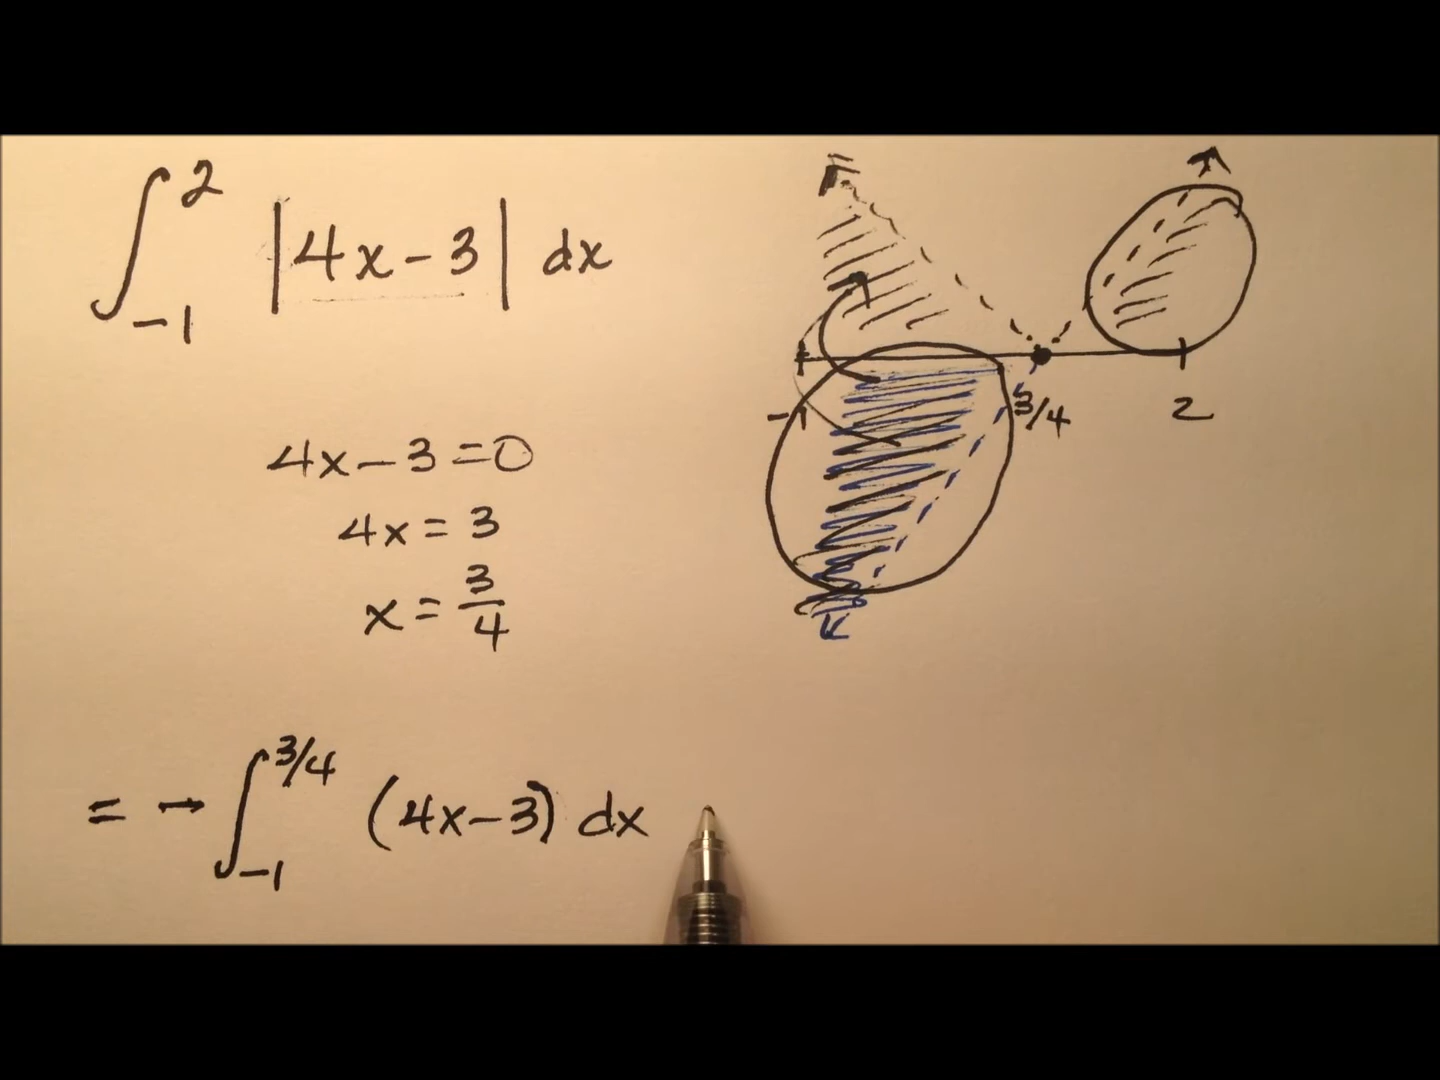 ∫_{-1}^{2} |4x-3| dx
4x-3=0
4x=3
x=3/4
-1 3/4 2
= -∫_{-1}^{3/4} (4x-3) dx